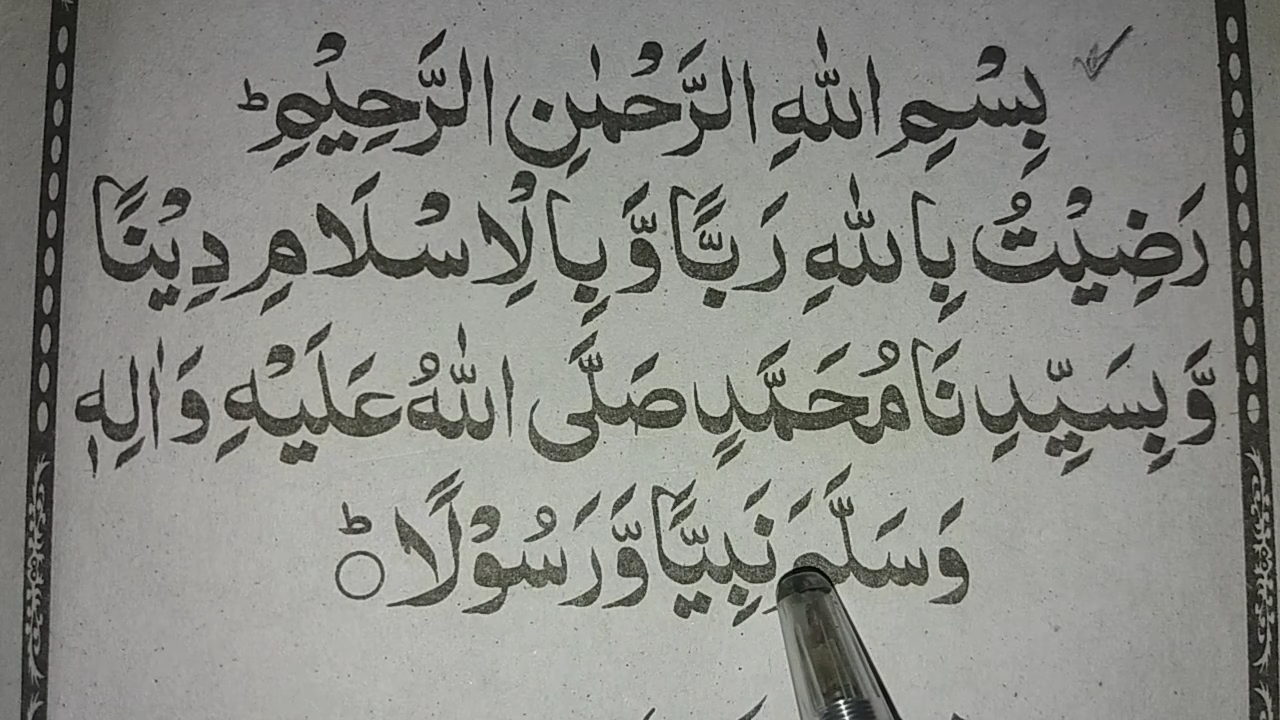 بِسْمِ اللّٰهِ الرَّحْمٰنِ الرَّحِيْمِ ؕ
رَضِيْتُ بِاللّٰهِ رَبًّا وَّ بِالْاِسْلَامِ دِيْنًا
وَّ بِسَيِّدِنَا مُحَمَّدٍ صَلَّى اللّٰهُ عَلَيْهِ وَاٰلِهٖ
وَسَلَّمَ نَبِيًّا وَّ رَسُوْلًا ؕ○